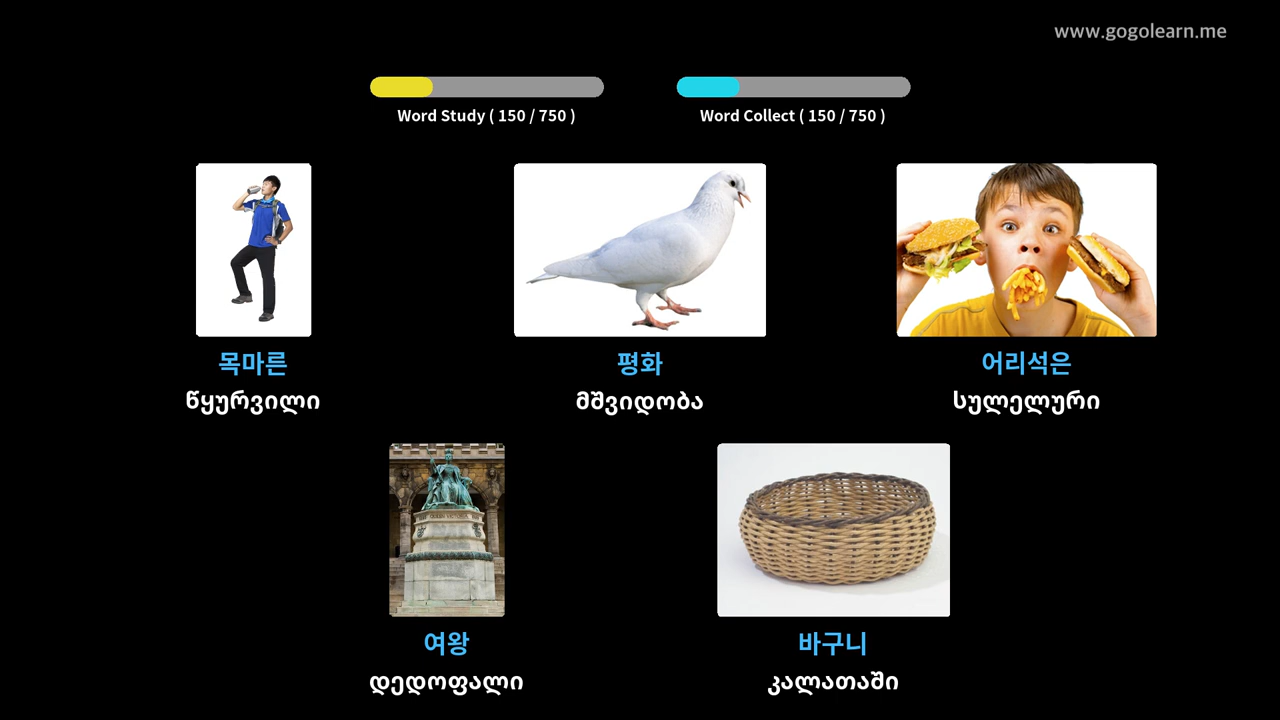 www.gogolearn.me
Word Study ( 150 / 750 )
Word Collect ( 150 / 750 )
목마른
წყურვილი
평화
მშვიდობა
어리석은
სულელური
여왕
დედოფალი
바구니
კალათაში